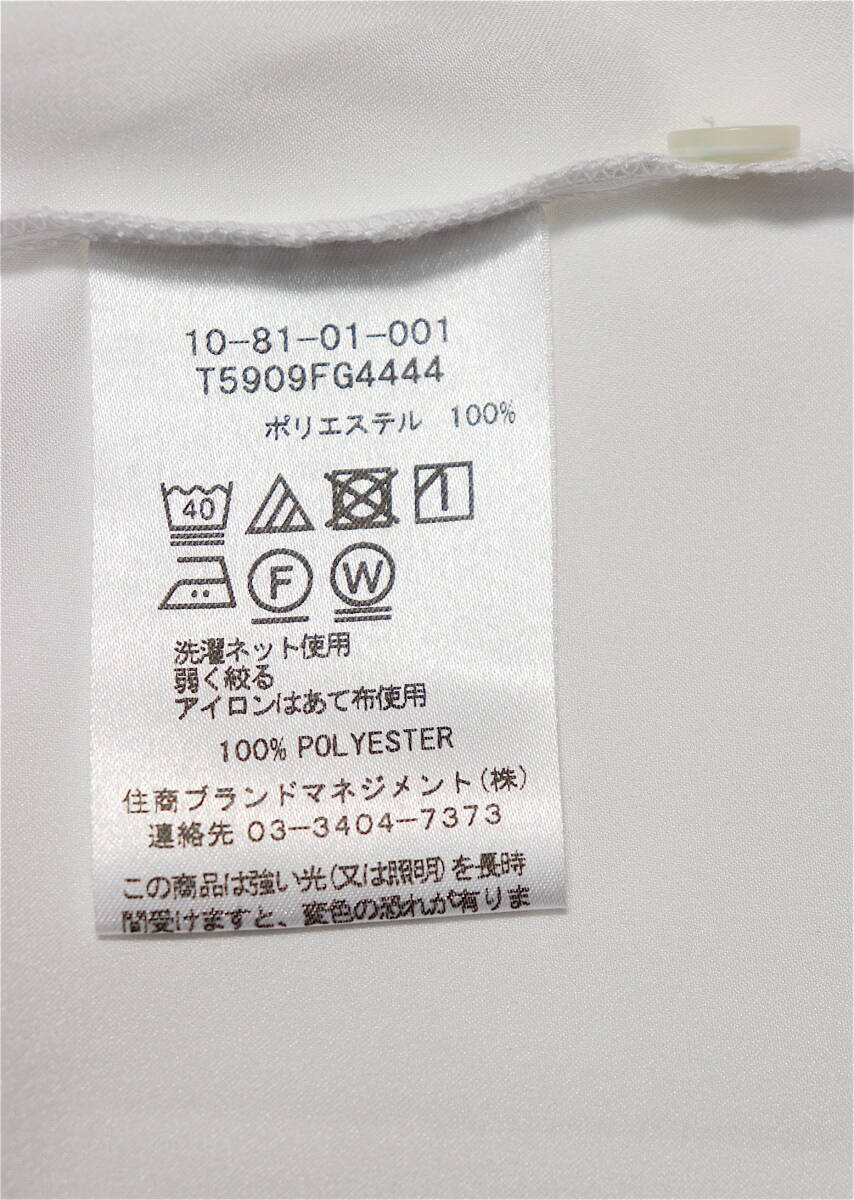 10-81-01-001
T5909FG4444
ポリエステル 100%
40
F W
洗濯ネット使用
弱く絞る
アイロンはあて布使用
100% POLYESTER
住商ブランドマネジメント(株)
連絡先 03-3404-7373
この商品は強い光(又は照明)を長時
間受けますと、変色の恐れが有りま